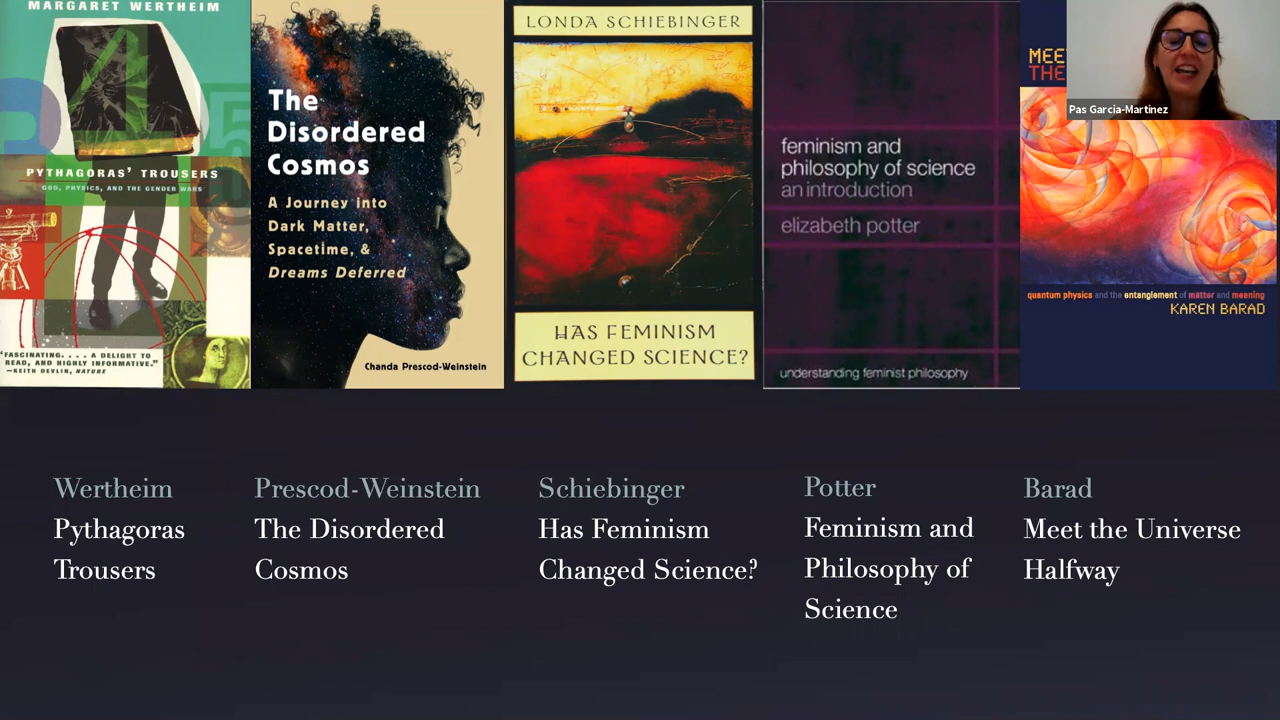 MARGARET WERTHEIM
PYTHAGORAS' TROUSERS
GOD, PHYSICS, AND THE GENDER WARS
"FASCINATING. . . . A DELIGHT TO
READ, AND HIGHLY INFORMATIVE."
—KEITH DEVLIN, NATURE
The
Disordered
Cosmos
A Journey into
Dark Matter,
Spacetime, &
Dreams Deferred
Chanda Prescod-Weinstein
LONDA SCHIEBINGER
HAS FEMINISM
CHANGED SCIENCE?
feminism and
philosophy of science
an introduction
elizabeth potter
understanding feminist philosophy
MEE
THE
quantum physics and the entanglement of matter and meaning
KAREN BARAD
Pas Garcia-Martinez
Wertheim
Pythagoras
Trousers
Prescod-Weinstein
The Disordered
Cosmos
Schiebinger
Has Feminism
Changed Science?
Potter
Feminism and
Philosophy of
Science
Barad
Meet the Universe
Halfway